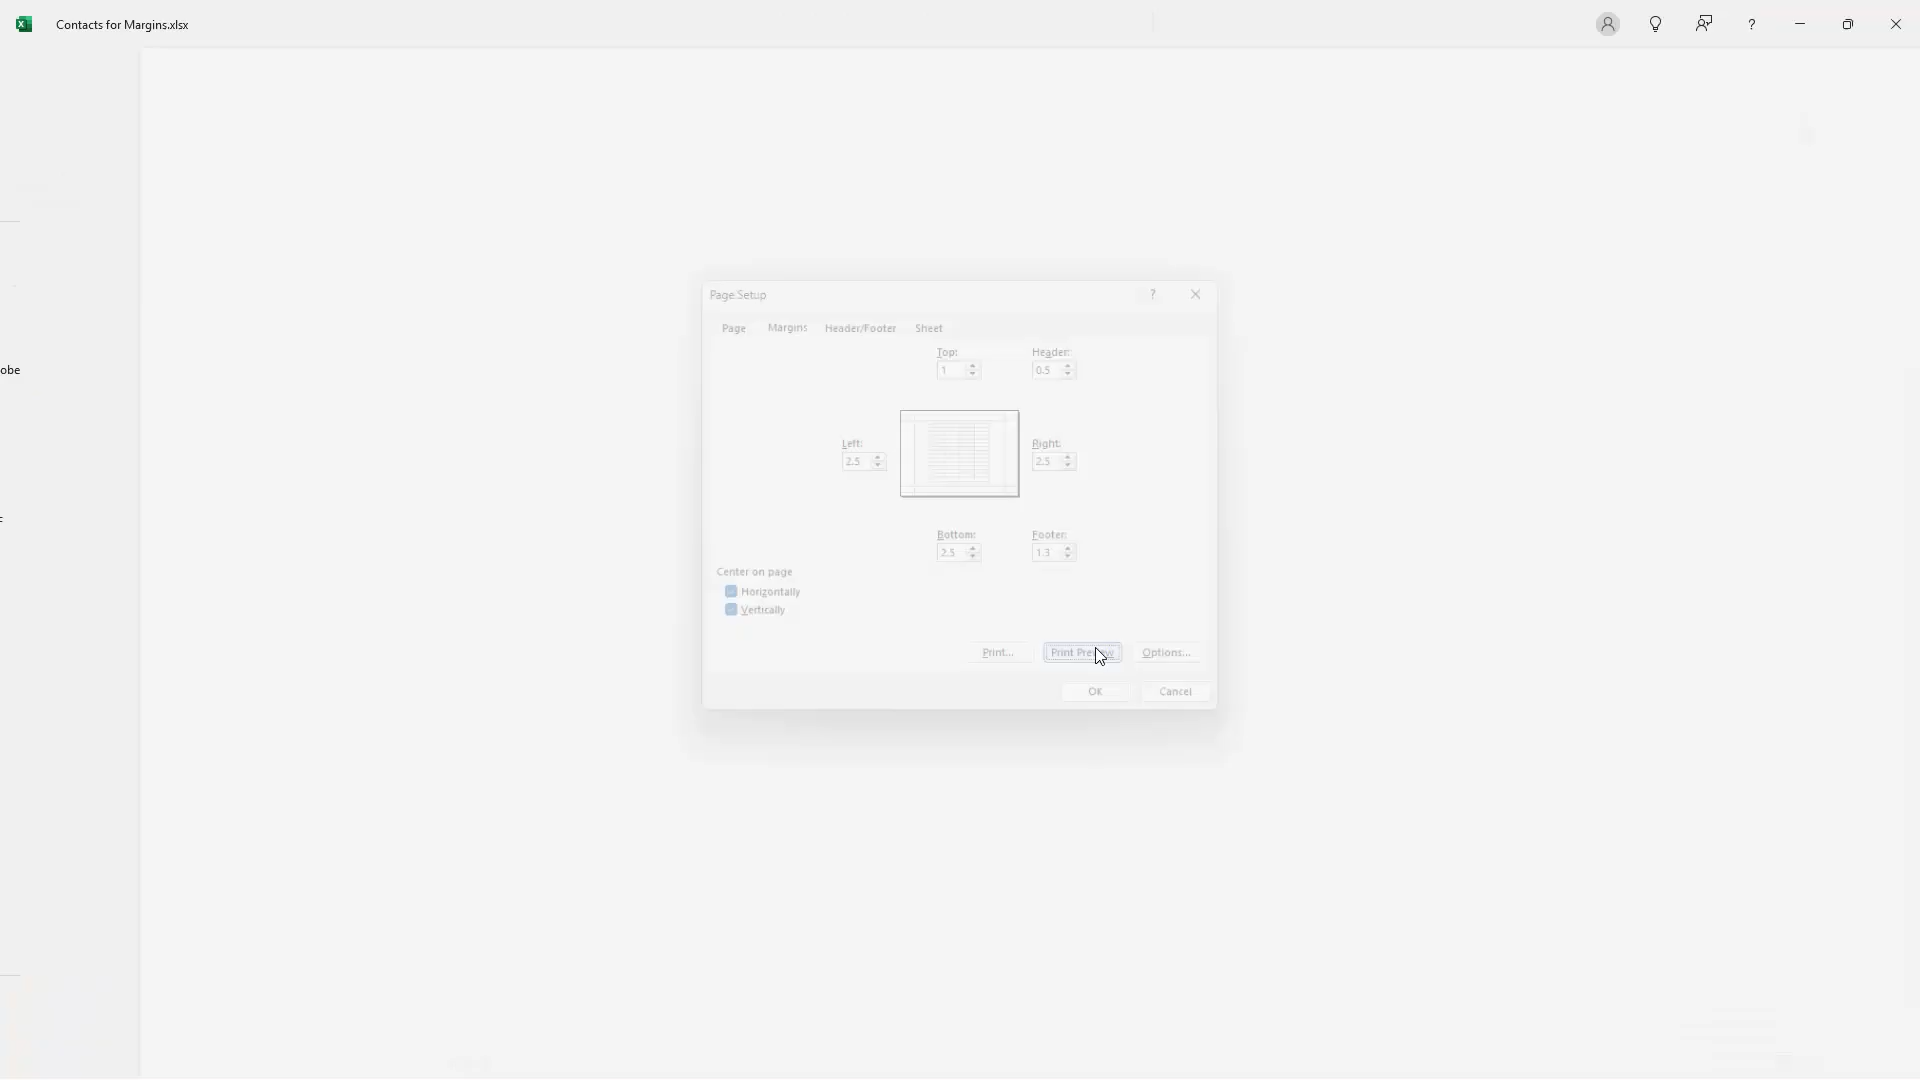 Contacts for Margins.xlsx
?
obe
Page Setup
?
Page Margins Header/Footer Sheet
Top: Header:
1 0.5
Left: Right:
2.5 2.5
Bottom: Footer:
2.5 1.3
Center on page
Horizontally
Vertically
Print... Print Preview Options...
OK Cancel